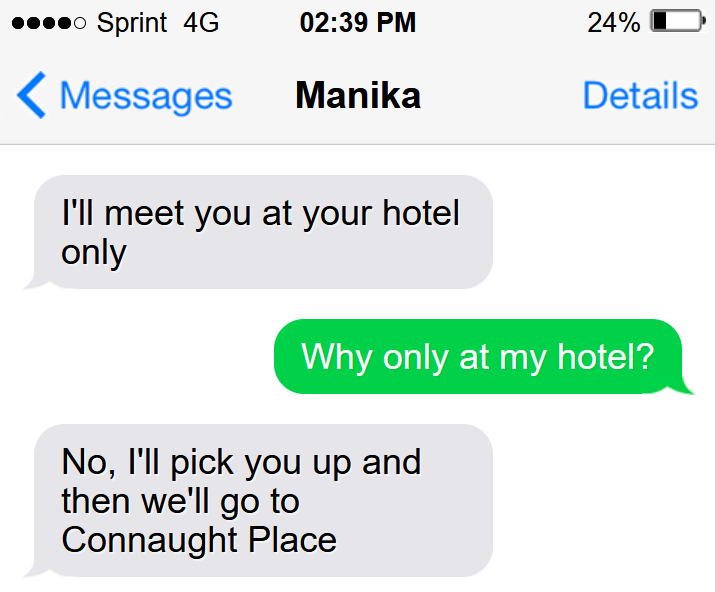 Sprint 4G 02:39 PM 24%
Messages Manika Details
I'll meet you at your hotel
only
Why only at my hotel?
No, I'll pick you up and
then we'll go to
Connaught Place